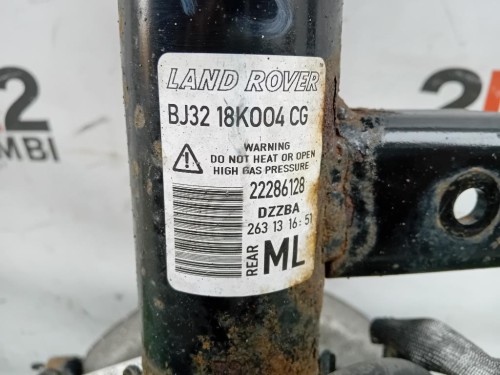 LAND ROVER
BJ32 18K004 CG
WARNING
DO NOT HEAT OR OPEN
HIGH GAS PRESSURE
22286128
DZZBA
263 13 16:51
REAR ML